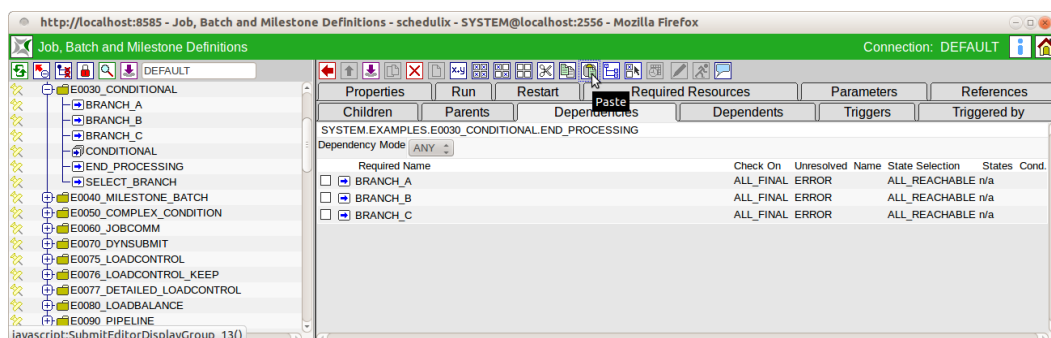 http://localhost:8585 - Job, Batch and Milestone Definitions - schedulix - SYSTEM@localhost:2556 - Mozilla Firefox
Job, Batch and Milestone Definitions
Connection: DEFAULT
DEFAULT
E0030_CONDITIONAL
BRANCH_A
BRANCH_B
BRANCH_C
CONDITIONAL
END_PROCESSING
SELECT_BRANCH
E0040_MILESTONE_BATCH
E0050_COMPLEX_CONDITION
E0060_JOBCOMM
E0070_DYNSUBMIT
E0075_LOADCONTROL
E0076_LOADCONTROL_KEEP
E0077_DETAILED_LOADCONTROL
E0080_LOADBALANCE
E0090_PIPELINE
javascript:SubmitEditorDisplayGroup_13()
x,y
Properties Run Restart Required Resources Parameters References
Paste
Children Parents Dependencies Dependents Triggers Triggered by
SYSTEM.EXAMPLES.E0030_CONDITIONAL.END_PROCESSING
Dependency Mode ANY
Required Name Check On Unresolved Name State Selection States Cond.
BRANCH_A ALL_FINAL ERROR ALL_REACHABLE n/a
BRANCH_B ALL_FINAL ERROR ALL_REACHABLE n/a
BRANCH_C ALL_FINAL ERROR ALL_REACHABLE n/a